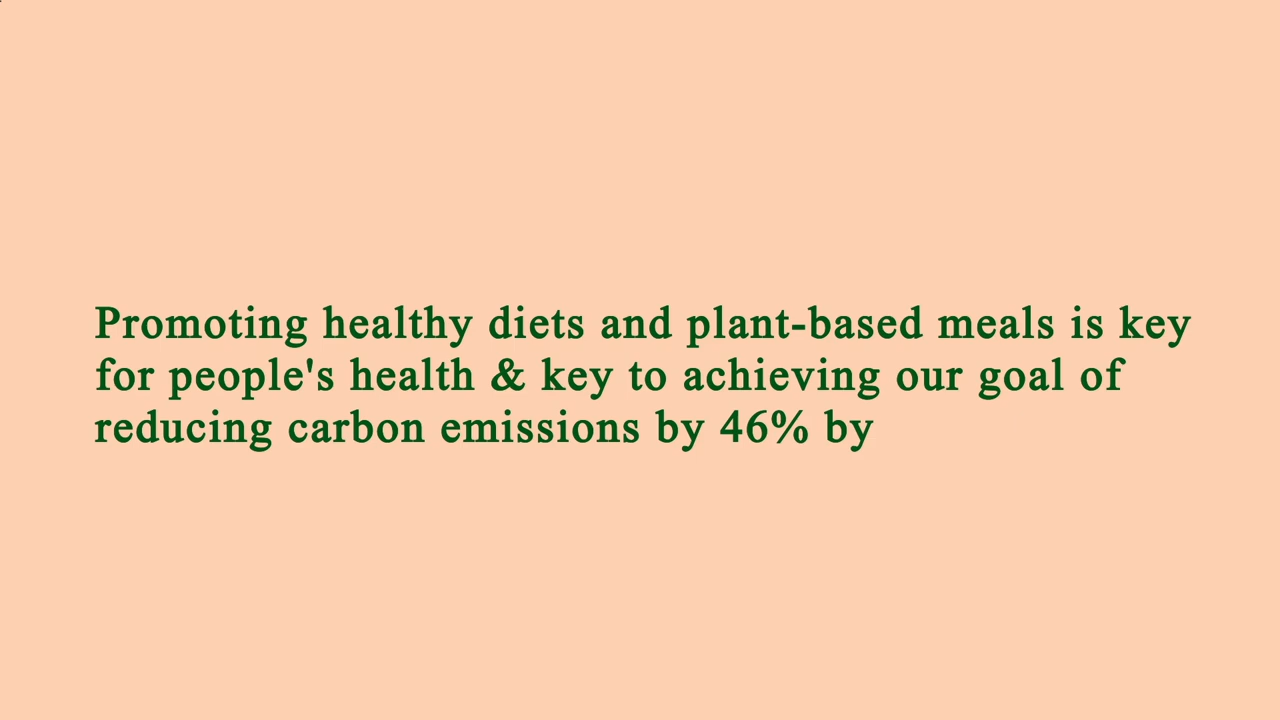 Promoting healthy diets and plant-based meals is key
for people's health & key to achieving our goal of
reducing carbon emissions by 46% by